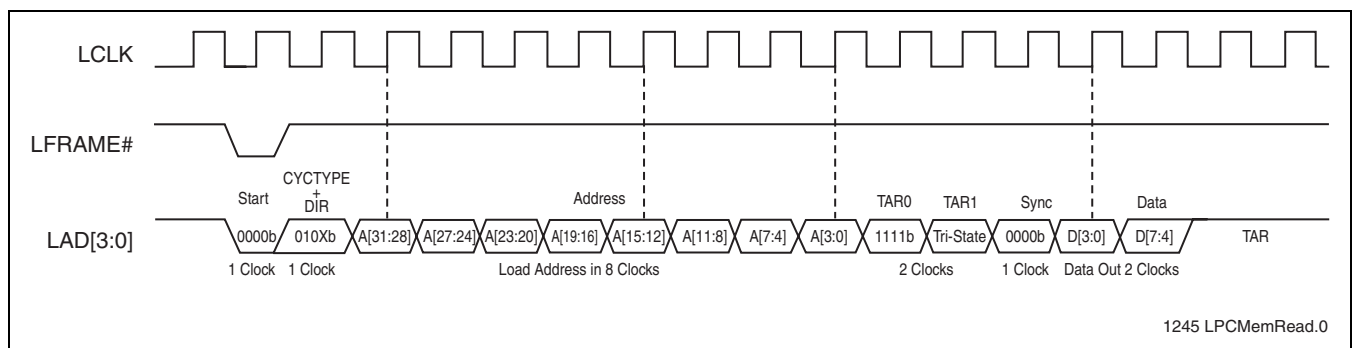 LCLK
LFRAME#
CYCTYPE
+
DIR
Start
Address
TAR0 TAR1 Sync Data
LAD[3:0] 0000b 010Xb A[31:28] A[27:24] A[23:20] A[19:16] A[15:12] A[11:8] A[7:4] A[3:0] 1111b Tri-State 0000b D[3:0] D[7:4] TAR
1 Clock 1 Clock Load Address in 8 Clocks 2 Clocks 1 Clock Data Out 2 Clocks
1245 LPCMemRead.0